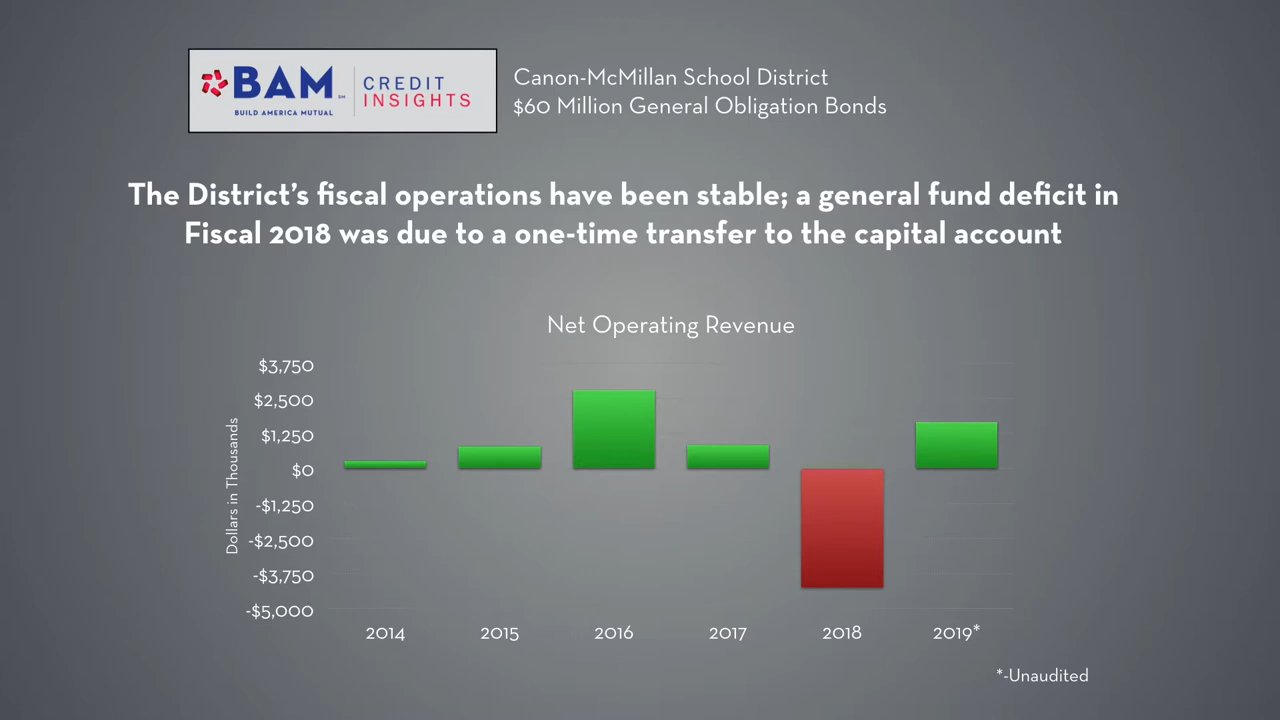 BAM SM
BUILD AMERICA MUTUAL
CREDIT
INSIGHTS
Canon-McMillan School District
$60 Million General Obligation Bonds
The District’s fiscal operations have been stable; a general fund deficit in
Fiscal 2018 was due to a one-time transfer to the capital account
Net Operating Revenue
Dollars in Thousands
$3,750
$2,500
$1,250
$0
-$1,250
-$2,500
-$3,750
-$5,000
2014 2015 2016 2017 2018 2019*
*-Unaudited